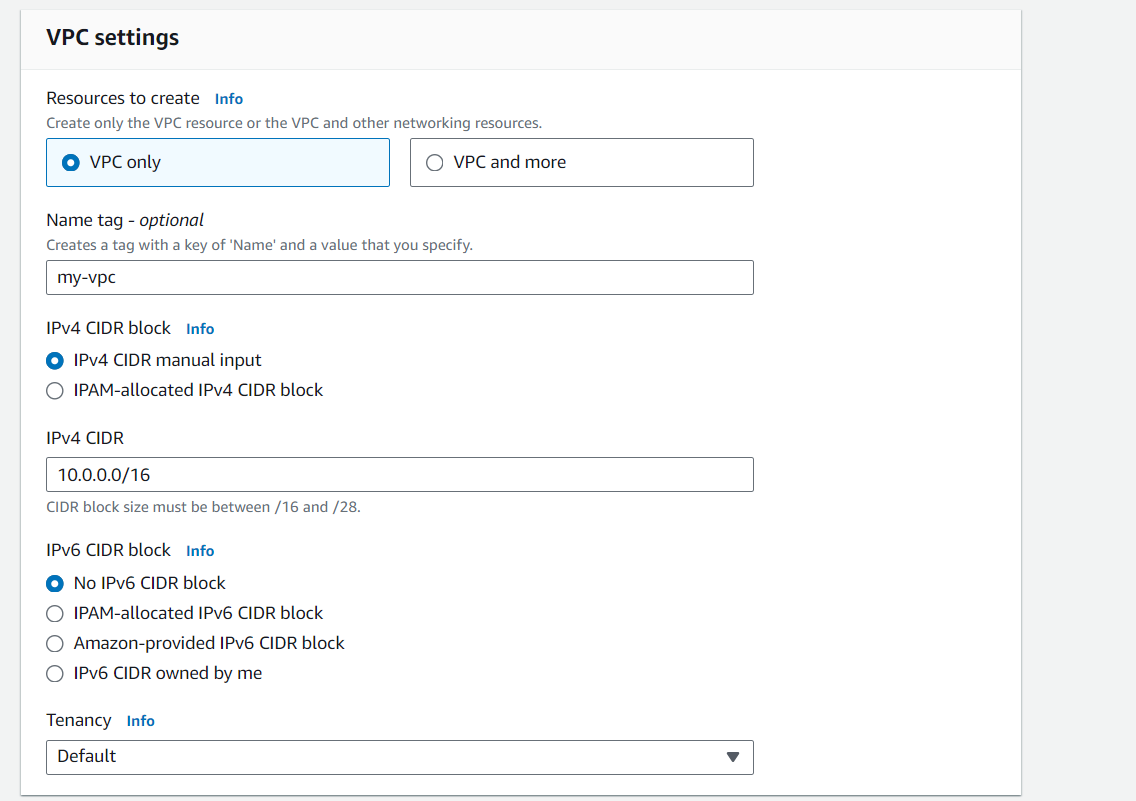 VPC settings
Resources to create Info
Create only the VPC resource or the VPC and other networking resources.
VPC only VPC and more
Name tag - optional
Creates a tag with a key of 'Name' and a value that you specify.
my-vpc
IPv4 CIDR block Info
IPv4 CIDR manual input
IPAM-allocated IPv4 CIDR block
IPv4 CIDR
10.0.0.0/16
CIDR block size must be between /16 and /28.
IPv6 CIDR block Info
No IPv6 CIDR block
IPAM-allocated IPv6 CIDR block
Amazon-provided IPv6 CIDR block
IPv6 CIDR owned by me
Tenancy Info
Default